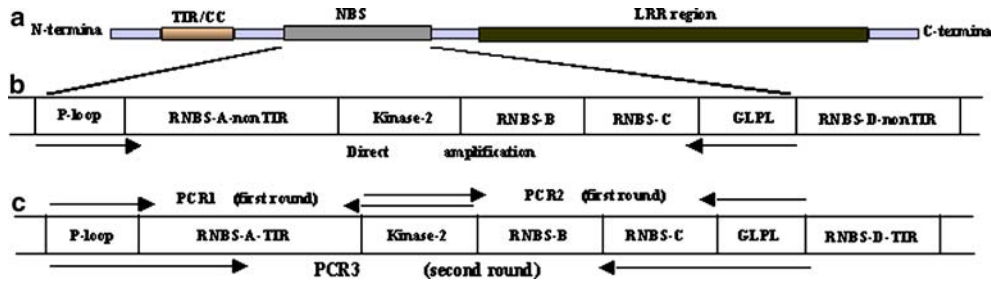 a
TIR/CC NBS LRR region
N-termina C-termina
b
P-loop RNBS-A-nonTIR Kinase-2 RNBS-B RNBS-C GLPL RNBS-D-nonTIR
Direct amplification
c
PCR1 (first round) PCR2 (first round)
P-loop RNBS-A-TIR Kinase-2 RNBS-B RNBS-C GLPL RNBS-D-TIR
PCR3 (second round)